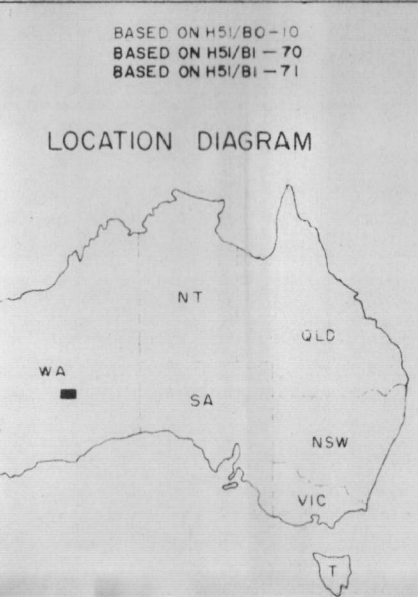 BASED ON H51/B0-10
BASED ON H51/B1-70
BASED ON H51/B1-71
LOCATION DIAGRAM
NT
QLD
WA
SA
NSW
VIC
T